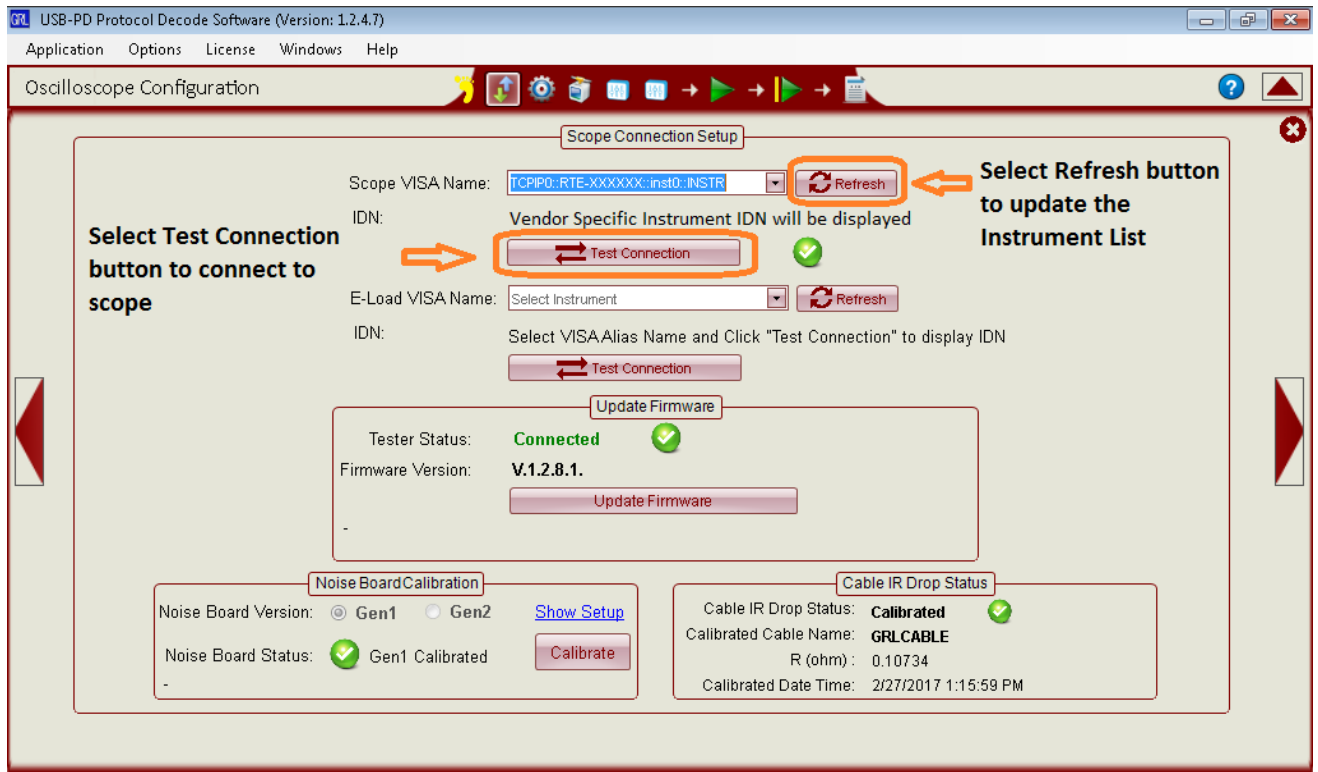 GRL USB-PD Protocol Decode Software (Version: 1.2.4.7)
Application Options License Windows Help
Oscilloscope Configuration
Scope Connection Setup
Scope VISA Name: TCPIP0::RTE-XXXXXX::inst0::INSTR Refresh
Select Refresh button
to update the
Instrument List
IDN: Vendor Specific Instrument IDN will be displayed
Select Test Connection
button to connect to
scope
Test Connection
E-Load VISA Name: Select Instrument Refresh
IDN: Select VISA Alias Name and Click "Test Connection" to display IDN
Test Connection
Update Firmware
Tester Status: Connected
Firmware Version: V.1.2.8.1.
Update Firmware
-
Noise Board Calibration
Noise Board Version: Gen1 Gen2 Show Setup
Noise Board Status: Gen1 Calibrated Calibrate
-
Cable IR Drop Status
Cable IR Drop Status: Calibrated
Calibrated Cable Name: GRLCABLE
R (ohm) : 0.10734
Calibrated Date Time: 2/27/2017 1:15:59 PM